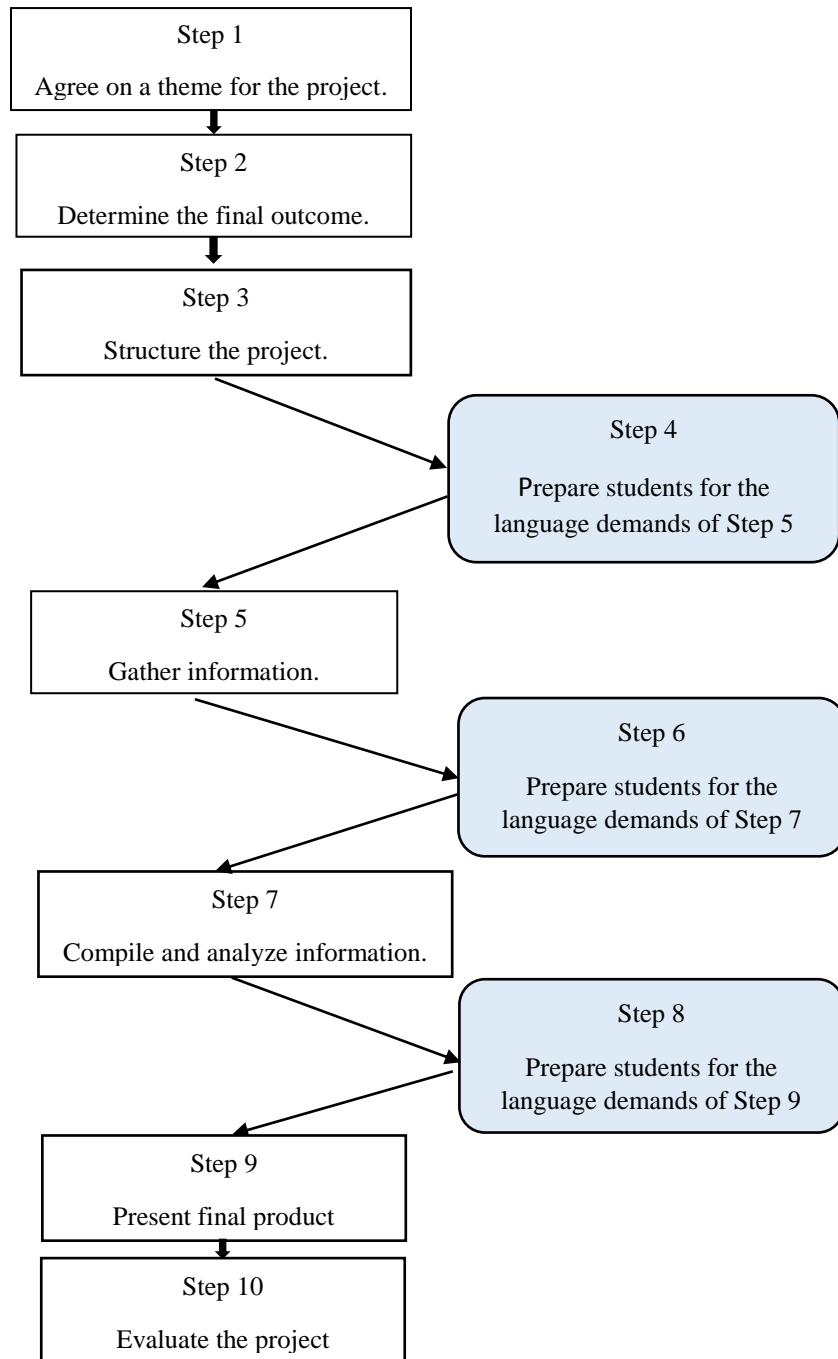 Step 1
Agree on a theme for the project.
Step 2
Determine the final outcome.
Step 3
Structure the project.
Step 4
Prepare students for the
language demands of Step 5
Step 5
Gather information.
Step 6
Prepare students for the
language demands of Step 7
Step 7
Compile and analyze information.
Step 8
Prepare students for the
language demands of Step 9
Step 9
Present final product
Step 10
Evaluate the project